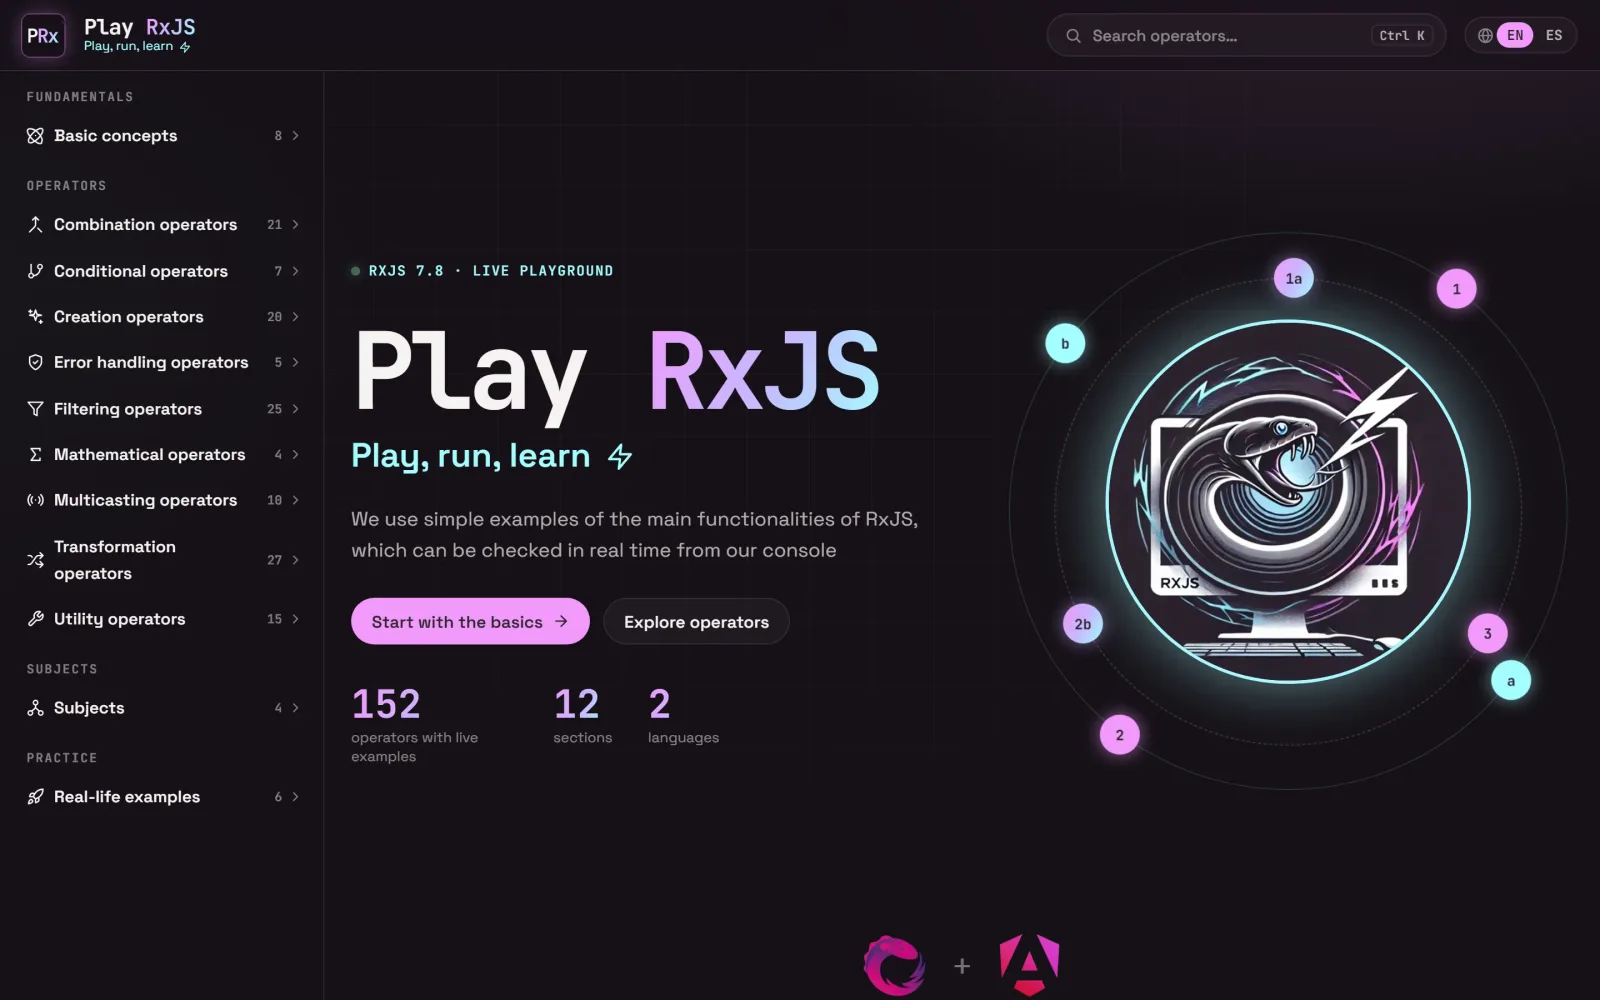 PRx
Play RxJS
Play, run, learn
Search operators...
Ctrl K
EN
ES
FUNDAMENTALS
Basic concepts 8
OPERATORS
Combination operators 21
Conditional operators 7
Creation operators 20
Error handling operators 5
Filtering operators 25
Mathematical operators 4
Multicasting operators 10
Transformation
operators 27
Utility operators 15
SUBJECTS
Subjects 4
PRACTICE
Real-life examples 6
RXJS 7.8 · LIVE PLAYGROUND
Play RxJS
Play, run, learn
We use simple examples of the main functionalities of RxJS,
which can be checked in real time from our console
Start with the basics →
Explore operators
152
operators with live
examples
12
sections
2
languages
1a
1
b
RXJS
2b
3
a
2
+